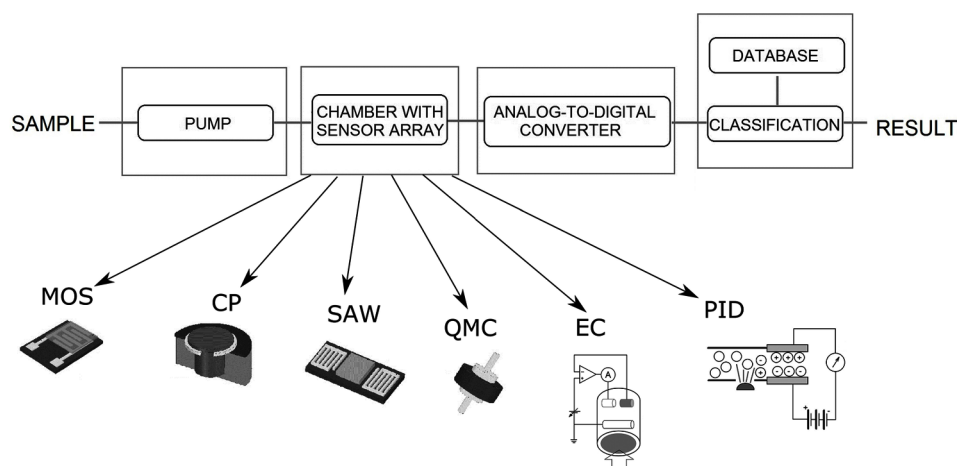 DATABASE
SAMPLE
PUMP
CHAMBER WITH
SENSOR ARRAY
ANALOG-TO-DIGITAL
CONVERTER
CLASSIFICATION
RESULT
MOS
CP
SAW
QMC
EC
PID
A